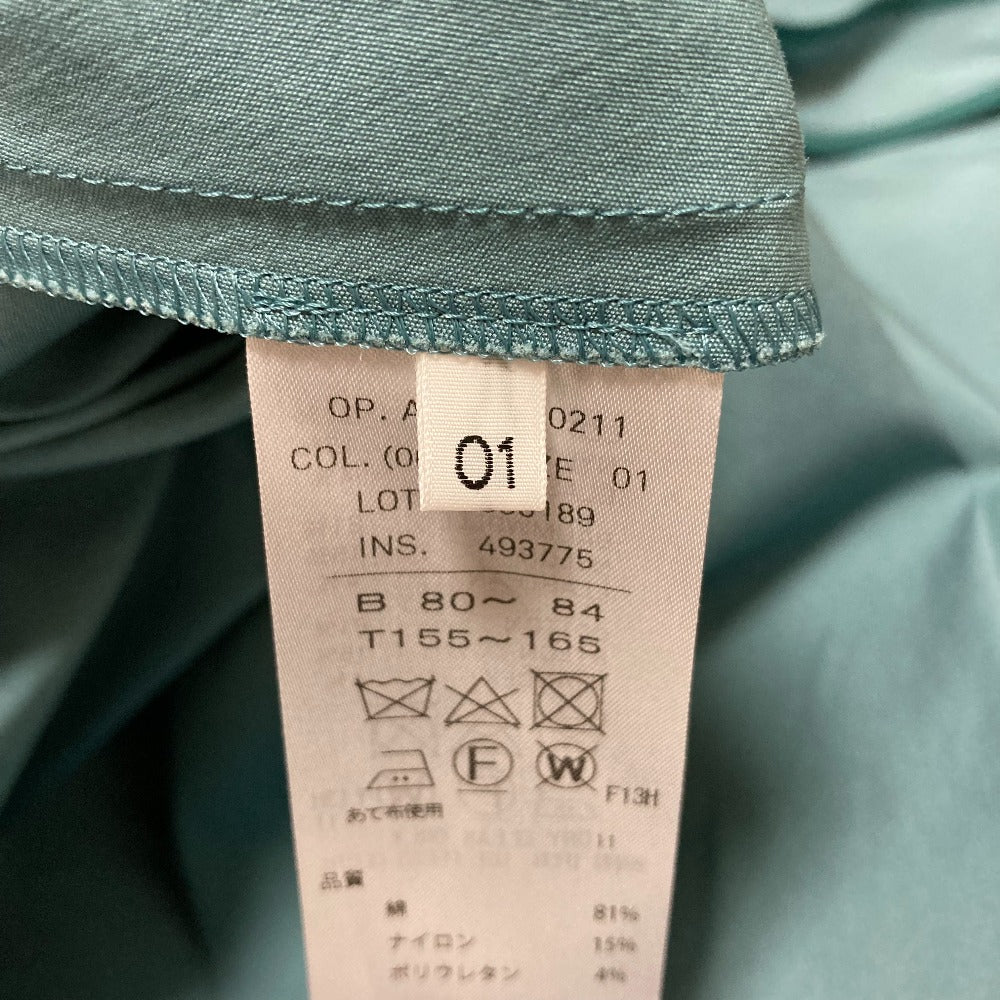 01
OP. A 0211
COL. (0 ZE 01
LOT 189
INS. 493775
B 80～ 84
T155～165
F
W
F13H
あて布使用
11
品質
綿 81%
ナイロン 15%
ポリウレタン 4%